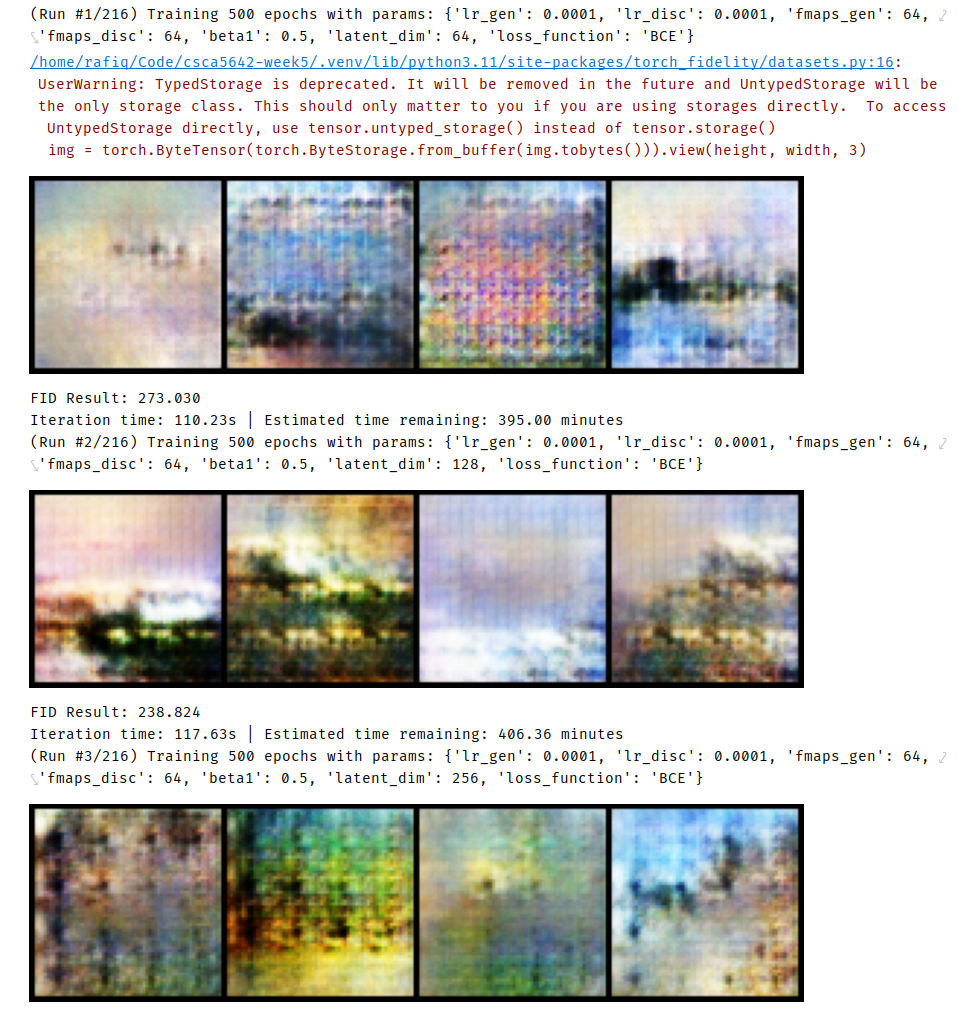 (Run #1/216) Training 500 epochs with params: {'lr_gen': 0.0001, 'lr_disc': 0.0001, 'fmaps_gen': 64,
'fmaps_disc': 64, 'beta1': 0.5, 'latent_dim': 64, 'loss_function': 'BCE'}
/home/rafiq/Code/csca5642-week5/.venv/lib/python3.11/site-packages/torch_fidelity/datasets.py:16:
UserWarning: TypedStorage is deprecated. It will be removed in the future and UntypedStorage will be
the only storage class. This should only matter to you if you are using storages directly.  To access
UntypedStorage directly, use tensor.untyped_storage() instead of tensor.storage()
img = torch.ByteTensor(torch.ByteStorage.from_buffer(img.tobytes())).view(height, width, 3)
FID Result: 273.030
Iteration time: 110.23s | Estimated time remaining: 395.00 minutes
(Run #2/216) Training 500 epochs with params: {'lr_gen': 0.0001, 'lr_disc': 0.0001, 'fmaps_gen': 64,
'fmaps_disc': 64, 'beta1': 0.5, 'latent_dim': 128, 'loss_function': 'BCE'}
FID Result: 238.824
Iteration time: 117.63s | Estimated time remaining: 406.36 minutes
(Run #3/216) Training 500 epochs with params: {'lr_gen': 0.0001, 'lr_disc': 0.0001, 'fmaps_gen': 64,
'fmaps_disc': 64, 'beta1': 0.5, 'latent_dim': 256, 'loss_function': 'BCE'}